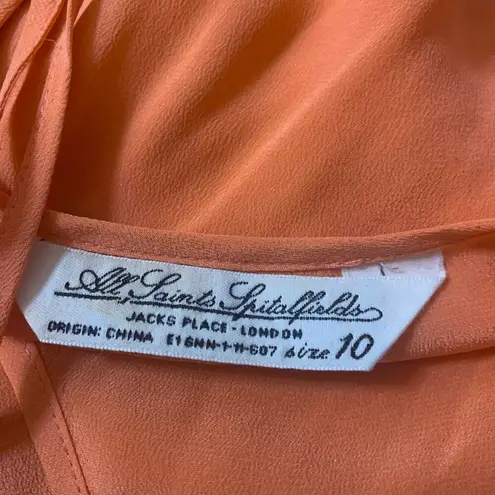 All Saints Spitalfields
JACKS PLACE - LONDON
ORIGIN: CHINA E16NN-1-11-607 size 10